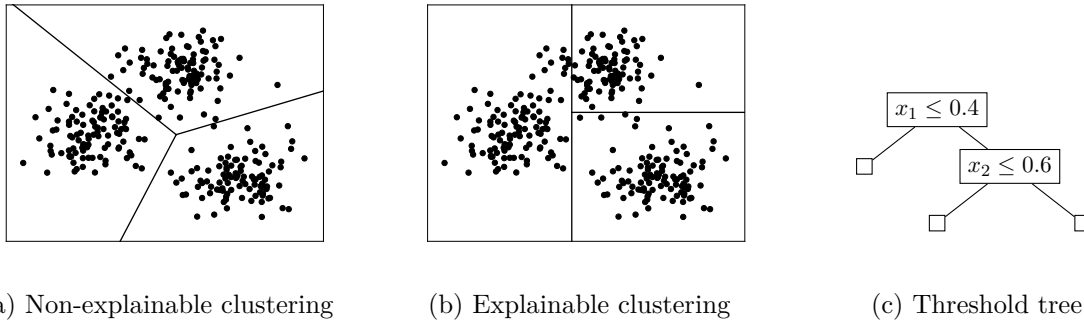 x₁ ≤ 0.4
x₂ ≤ 0.6
a) Non-explainable clustering
(b) Explainable clustering
(c) Threshold tree